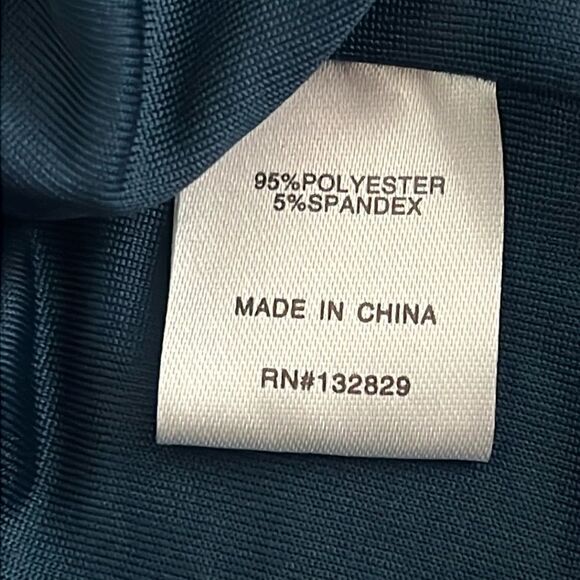 95%POLYESTER
5%SPANDEX
MADE IN CHINA
RN#132829